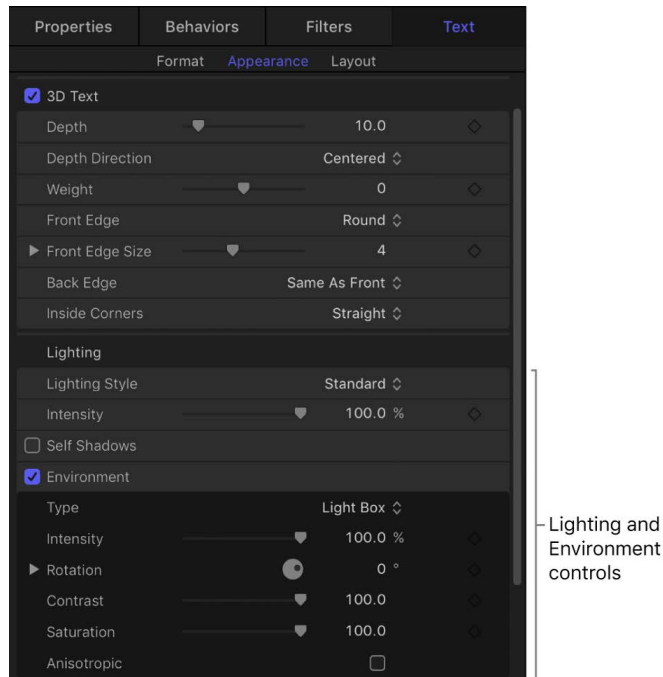 Properties Behaviors Filters Text
Format Appearance Layout
3D Text
Depth 10.0
Depth Direction Centered
Weight 0
Front Edge Round
Front Edge Size 4
Back Edge Same As Front
Inside Corners Straight
Lighting
Lighting Style Standard
Intensity 100.0 %
Self Shadows
Environment
Type Light Box
Intensity 100.0 %
Rotation 0 °
Contrast 100.0
Saturation 100.0
Anisotropic
Lighting and
Environment
controls